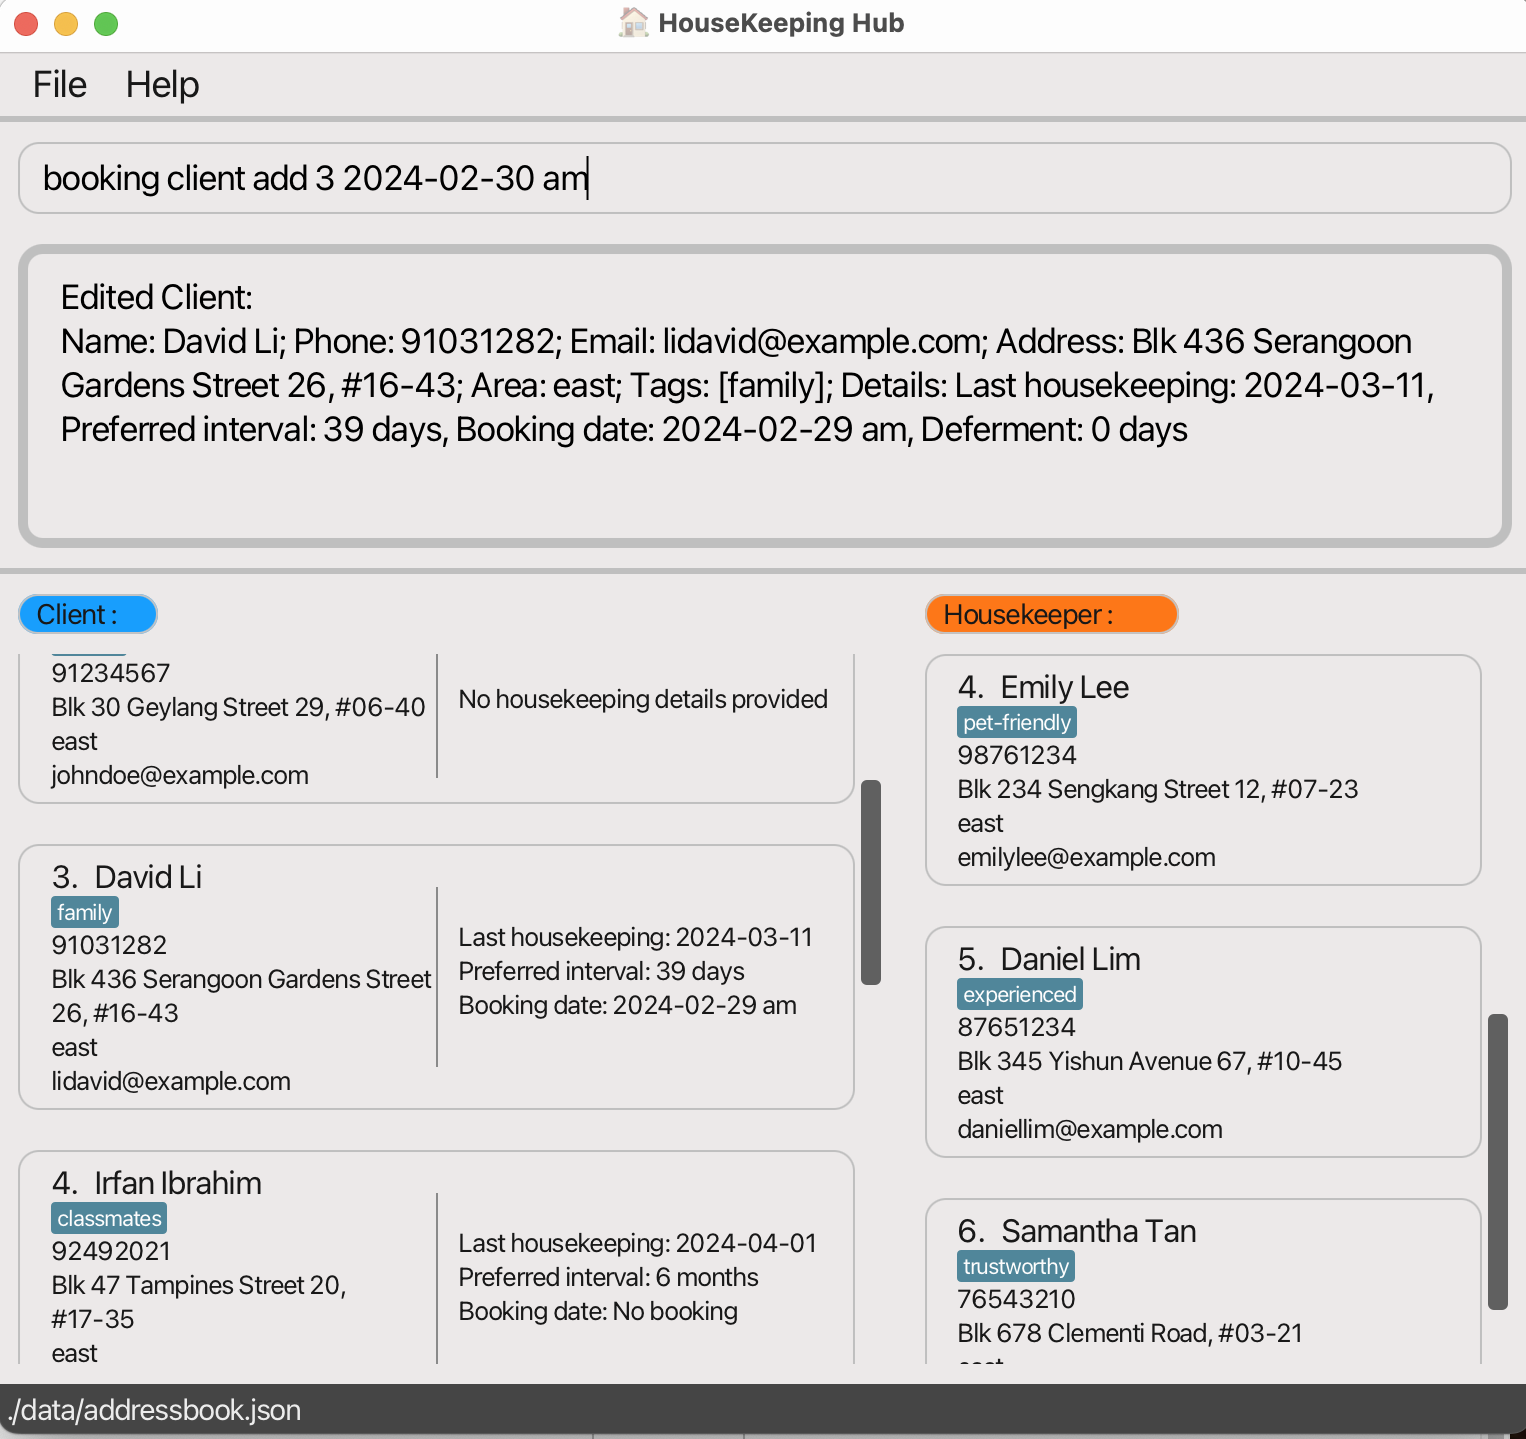 HouseKeeping Hub
File Help
booking client add 3 2024-02-30 am
Edited Client:
Name: David Li; Phone: 91031282; Email: lidavid@example.com; Address: Blk 436 Serangoon
Gardens Street 26, #16-43; Area: east; Tags: [family]; Details: Last housekeeping: 2024-03-11,
Preferred interval: 39 days, Booking date: 2024-02-29 am, Deferment: 0 days
Client :
91234567
Blk 30 Geylang Street 29, #06-40
east
johndoe@example.com
No housekeeping details provided
3. David Li
family
91031282
Blk 436 Serangoon Gardens Street
26, #16-43
east
lidavid@example.com
Last housekeeping: 2024-03-11
Preferred interval: 39 days
Booking date: 2024-02-29 am
4. Irfan Ibrahim
classmates
92492021
Blk 47 Tampines Street 20,
#17-35
east
Last housekeeping: 2024-04-01
Preferred interval: 6 months
Booking date: No booking
Housekeeper :
4. Emily Lee
pet-friendly
98761234
Blk 234 Sengkang Street 12, #07-23
east
emilylee@example.com
5. Daniel Lim
experienced
87651234
Blk 345 Yishun Avenue 67, #10-45
east
daniellim@example.com
6. Samantha Tan
trustworthy
76543210
Blk 678 Clementi Road, #03-21
./data/addressbook.json